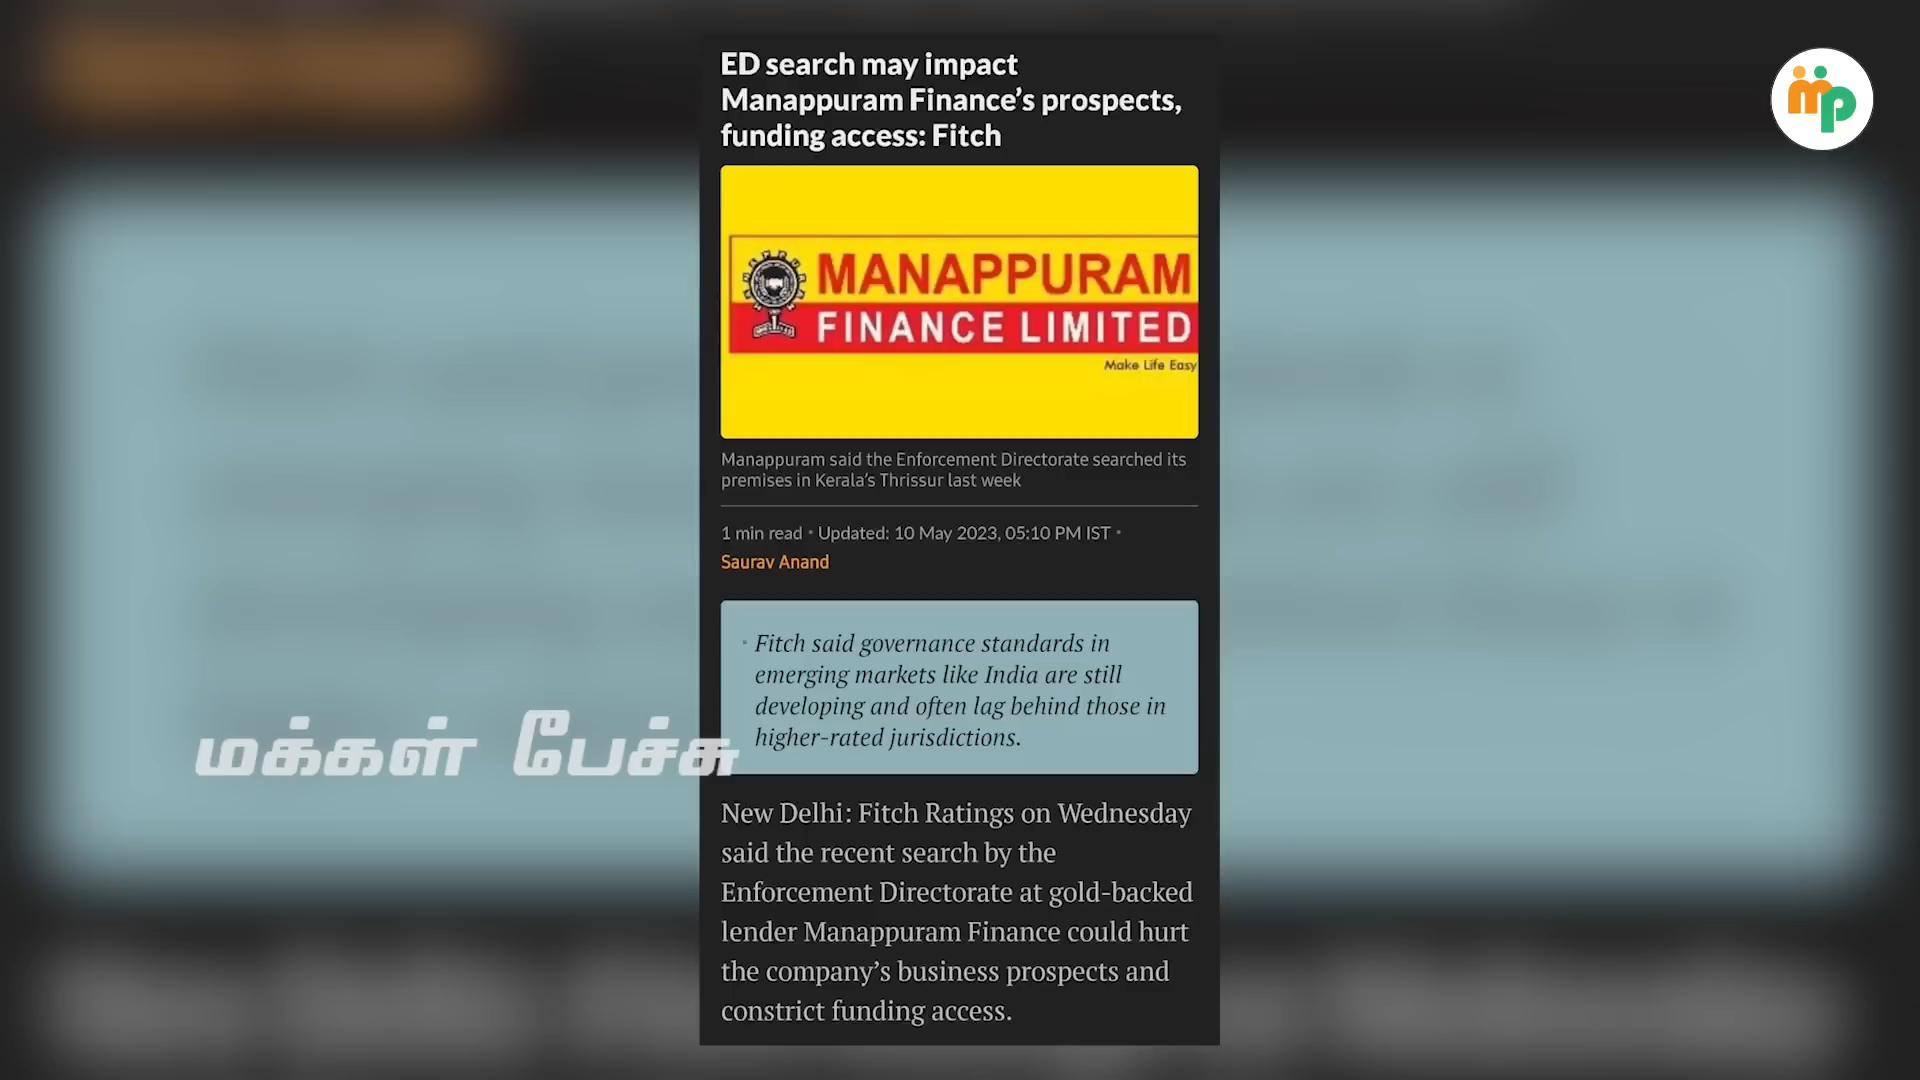 ED search may impact
Manappuram Finance’s prospects,
funding access: Fitch
mp
MANAPPURAM
FINANCE LIMITED
Make Life Easy
Manappuram said the Enforcement Directorate searched its
premises in Kerala’s Thrissur last week
1 min read • Updated: 10 May 2023, 05:10 PM IST •
Saurav Anand
• Fitch said governance standards in
emerging markets like India are still
developing and often lag behind those in
higher-rated jurisdictions.
மக்கள் பேச்சு
New Delhi: Fitch Ratings on Wednesday
said the recent search by the
Enforcement Directorate at gold-backed
lender Manappuram Finance could hurt
the company’s business prospects and
constrict funding access.